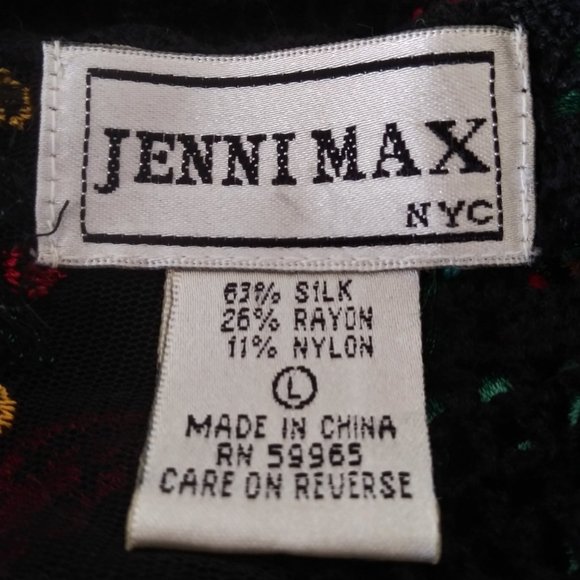 JENNI MAX
NYC
63% SILK
26% RAYON
11% NYLON
L
MADE IN CHINA
RN 59965
CARE ON REVERSE